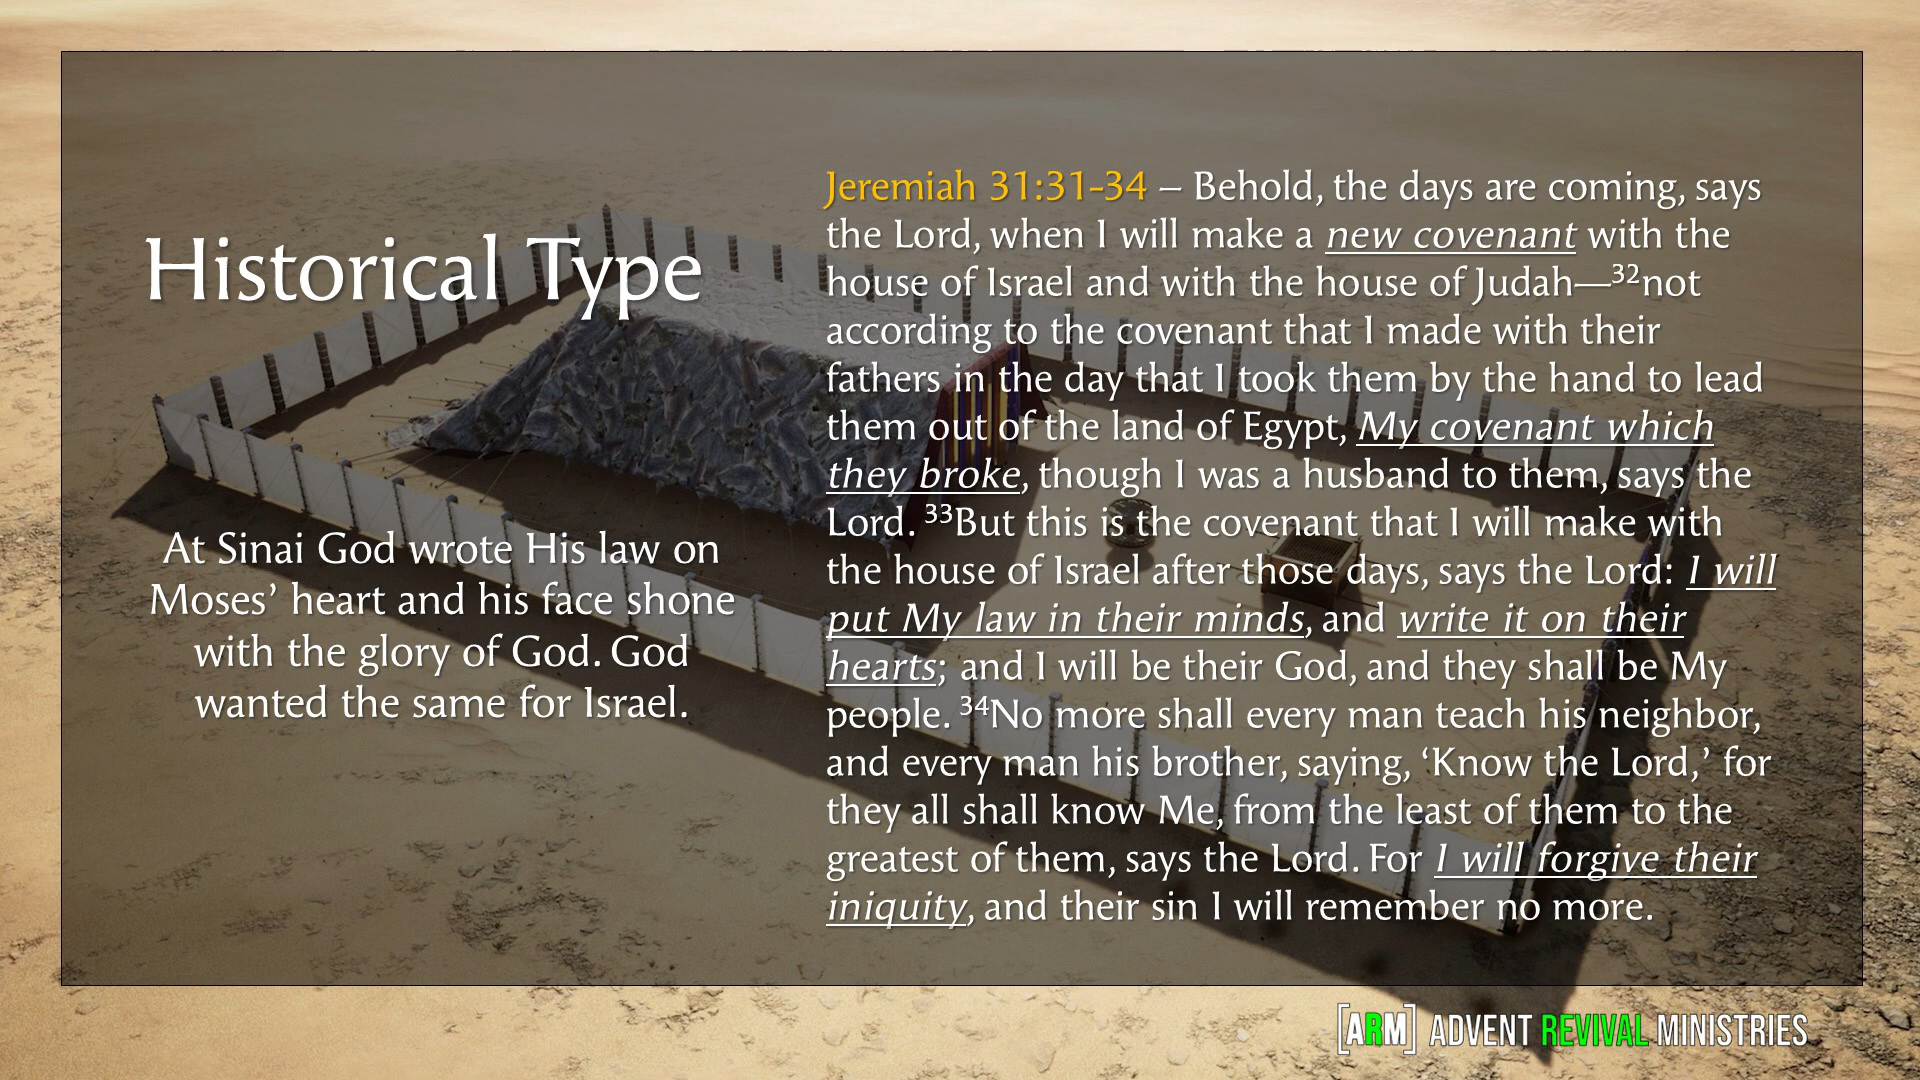 Historical Type
At Sinai God wrote His law on
Moses’ heart and his face shone
with the glory of God. God
wanted the same for Israel.
Jeremiah 31:31-34 – Behold, the days are coming, says
the Lord, when I will make a new covenant with the
house of Israel and with the house of Judah—32not
according to the covenant that I made with their
fathers in the day that I took them by the hand to lead
them out of the land of Egypt, My covenant which
they broke, though I was a husband to them, says the
Lord. 33But this is the covenant that I will make with
the house of Israel after those days, says the Lord: I will
put My law in their minds, and write it on their
hearts; and I will be their God, and they shall be My
people. 34No more shall every man teach his neighbor,
and every man his brother, saying, ‘Know the Lord,’ for
they all shall know Me, from the least of them to the
greatest of them, says the Lord. For I will forgive their
iniquity, and their sin I will remember no more.
[ARM] ADVENT REVIVAL MINISTRIES